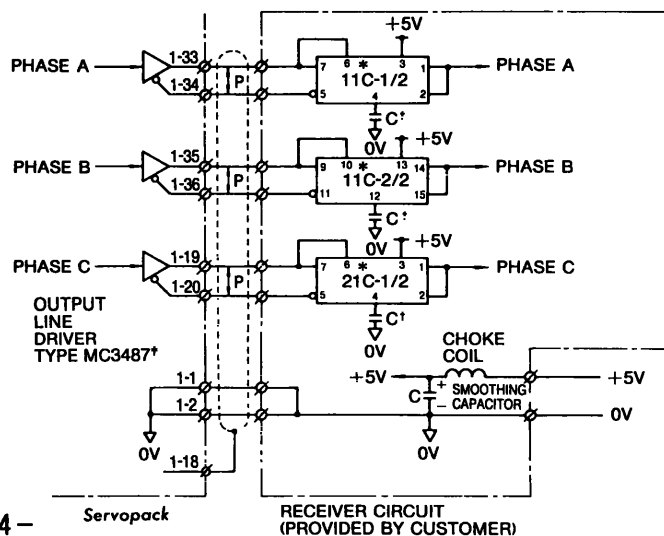 +5V
1-33
6 *
3
PHASE A
7
11C-1/2
1
PHASE A
1-34
P
5
4
2
C†
+5V
0V
1-35
10 *
13
PHASE B
9
11C-2/2
14
PHASE B
1-36
P
11
12
15
C†
+5V
0V
1-19
6 *
3
PHASE C
7
21C-1/2
1
PHASE C
1-20
P
5
4
2
C†
0V
OUTPUT
LINE
DRIVER
TYPE MC3487†
CHOKE
COIL
+5V
+5V
1-1
C
+
SMOOTHING
–
CAPACITOR
1-2
0V
0V
0V
1-18
4–
Servopack
RECEIVER CIRCUIT
(PROVIDED BY CUSTOMER)